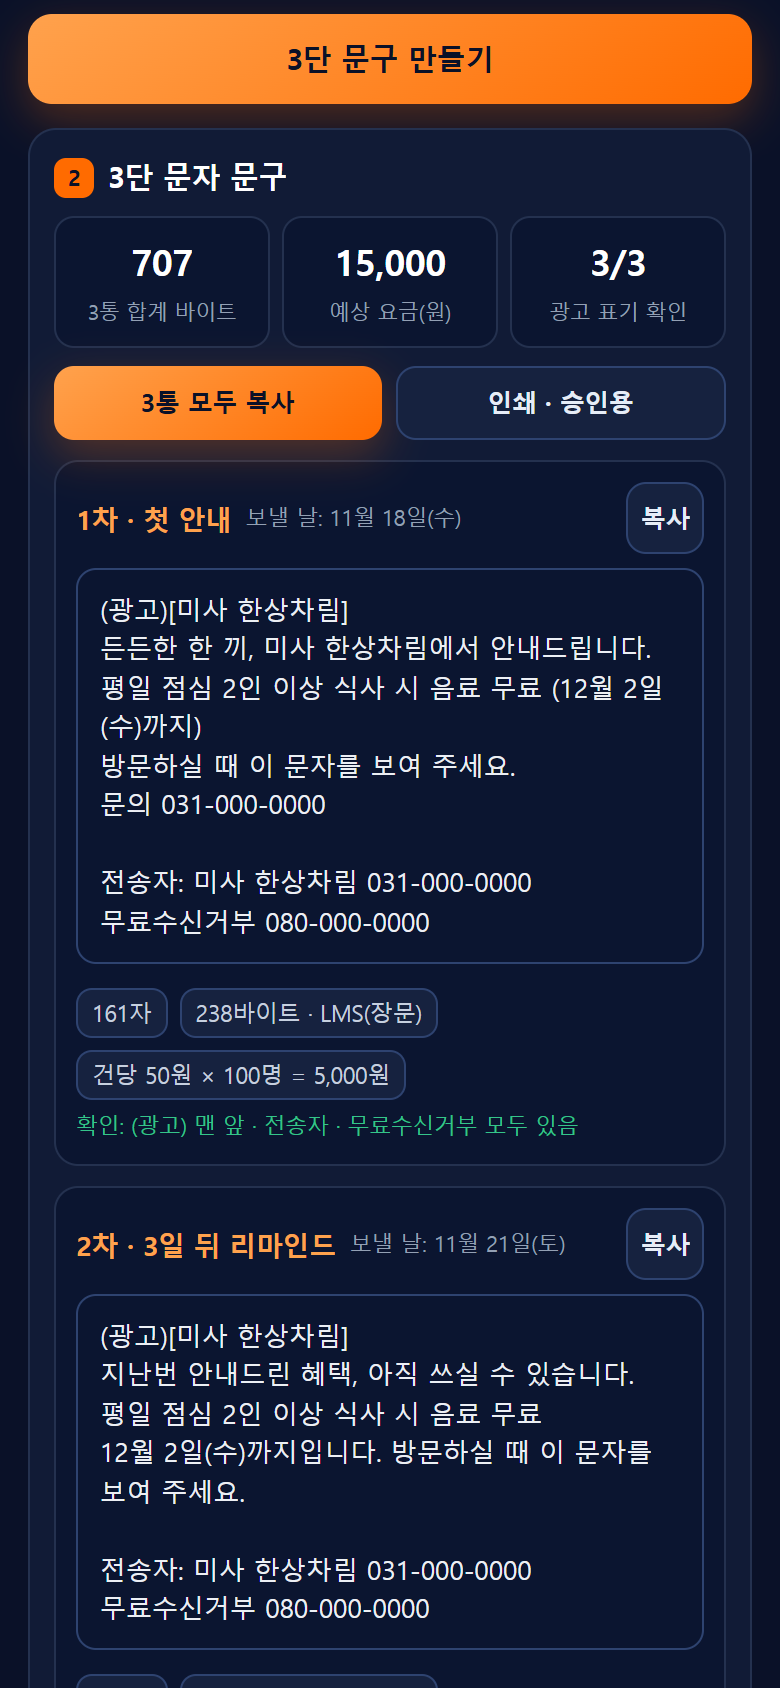 3단 문구 만들기
2 3단 문자 문구
707
3통 합계 바이트
15,000
예상 요금(원)
3/3
광고 표기 확인
3통 모두 복사
인쇄 · 승인용
1차 · 첫 안내 보낼 날: 11월 18일(수)
복사
(광고)[미사 한상차림]
든든한 한 끼, 미사 한상차림에서 안내드립니다.
평일 점심 2인 이상 식사 시 음료 무료 (12월 2일
(수)까지)
방문하실 때 이 문자를 보여 주세요.
문의 031-000-0000
전송자: 미사 한상차림 031-000-0000
무료수신거부 080-000-0000
161자
238바이트 · LMS(장문)
건당 50원 × 100명 = 5,000원
확인: (광고) 맨 앞 · 전송자 · 무료수신거부 모두 있음
2차 · 3일 뒤 리마인드 보낼 날: 11월 21일(토)
복사
(광고)[미사 한상차림]
지난번 안내드린 혜택, 아직 쓰실 수 있습니다.
평일 점심 2인 이상 식사 시 음료 무료
12월 2일(수)까지입니다. 방문하실 때 이 문자를
보여 주세요.
전송자: 미사 한상차림 031-000-0000
무료수신거부 080-000-0000